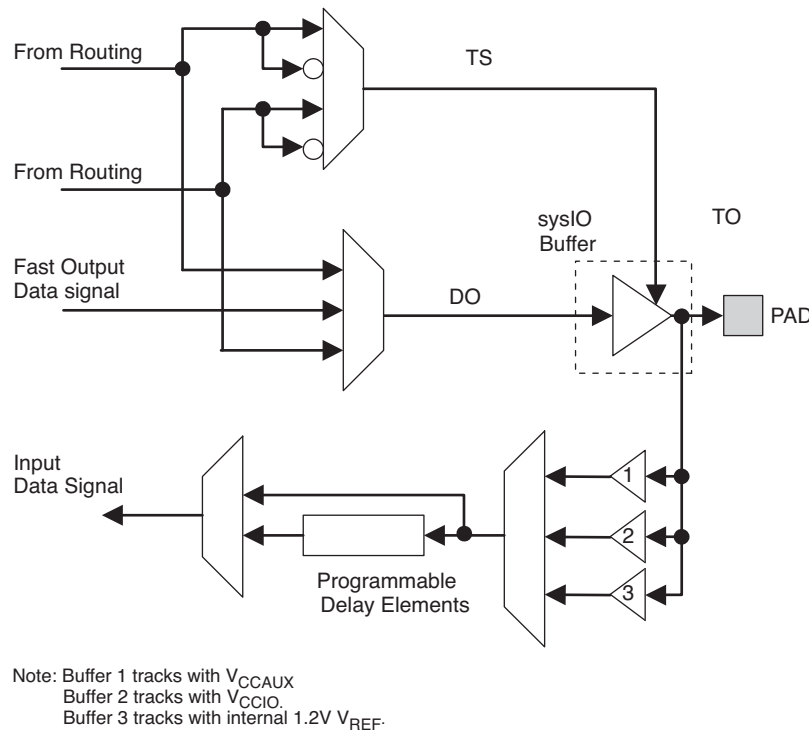 From Routing
TS
From Routing
sysIO
Buffer
TO
Fast Output
Data signal
DO
PAD
Input
Data Signal
1
2
3
Programmable
Delay Elements
Note: Buffer 1 tracks with VCCAUX
Buffer 2 tracks with VCCIO.
Buffer 3 tracks with internal 1.2V VREF.